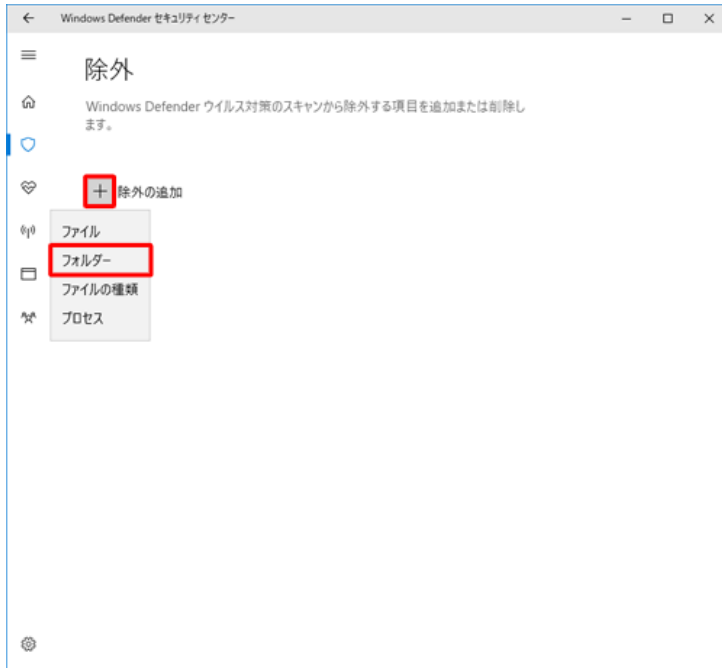 Windows Defender セキュリティ センター
除外
Windows Defender ウイルス対策のスキャンから除外する項目を追加または削除し
ます。
除外の追加
ファイル
フォルダー
ファイルの種類
プロセス